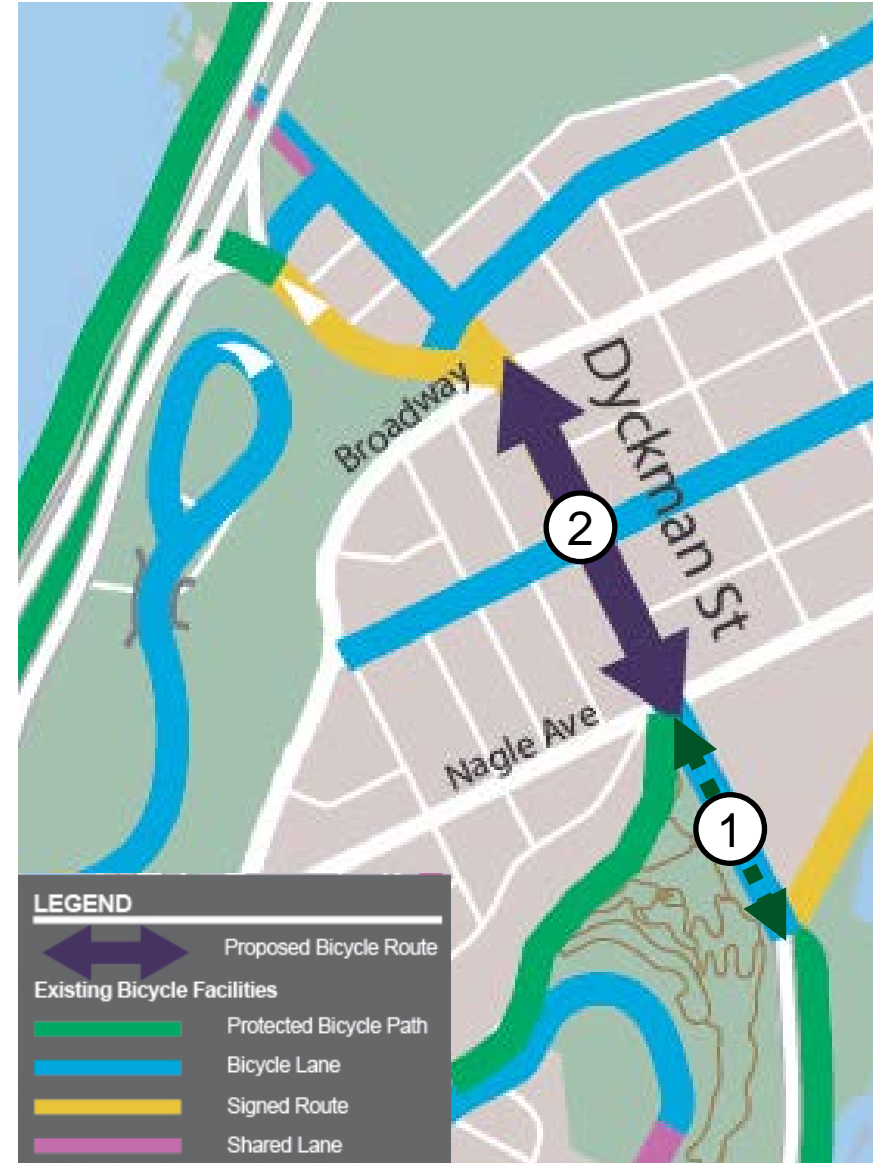 Broadway
Dyckman St
2
Nagle Ave
1
LEGEND
Proposed Bicycle Route
Existing Bicycle Facilities
Protected Bicycle Path
Bicycle Lane
Signed Route
Shared Lane